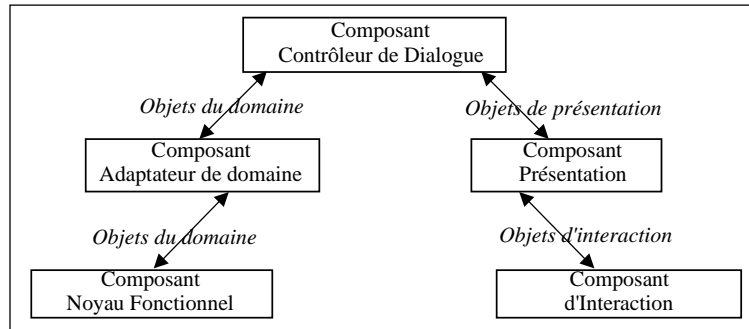 Composant
Contrôleur de Dialogue
Objets du domaine
Objets de présentation
Composant
Adaptateur de domaine
Composant
Présentation
Objets du domaine
Objets d'interaction
Composant
Noyau Fonctionnel
Composant
d'Interaction